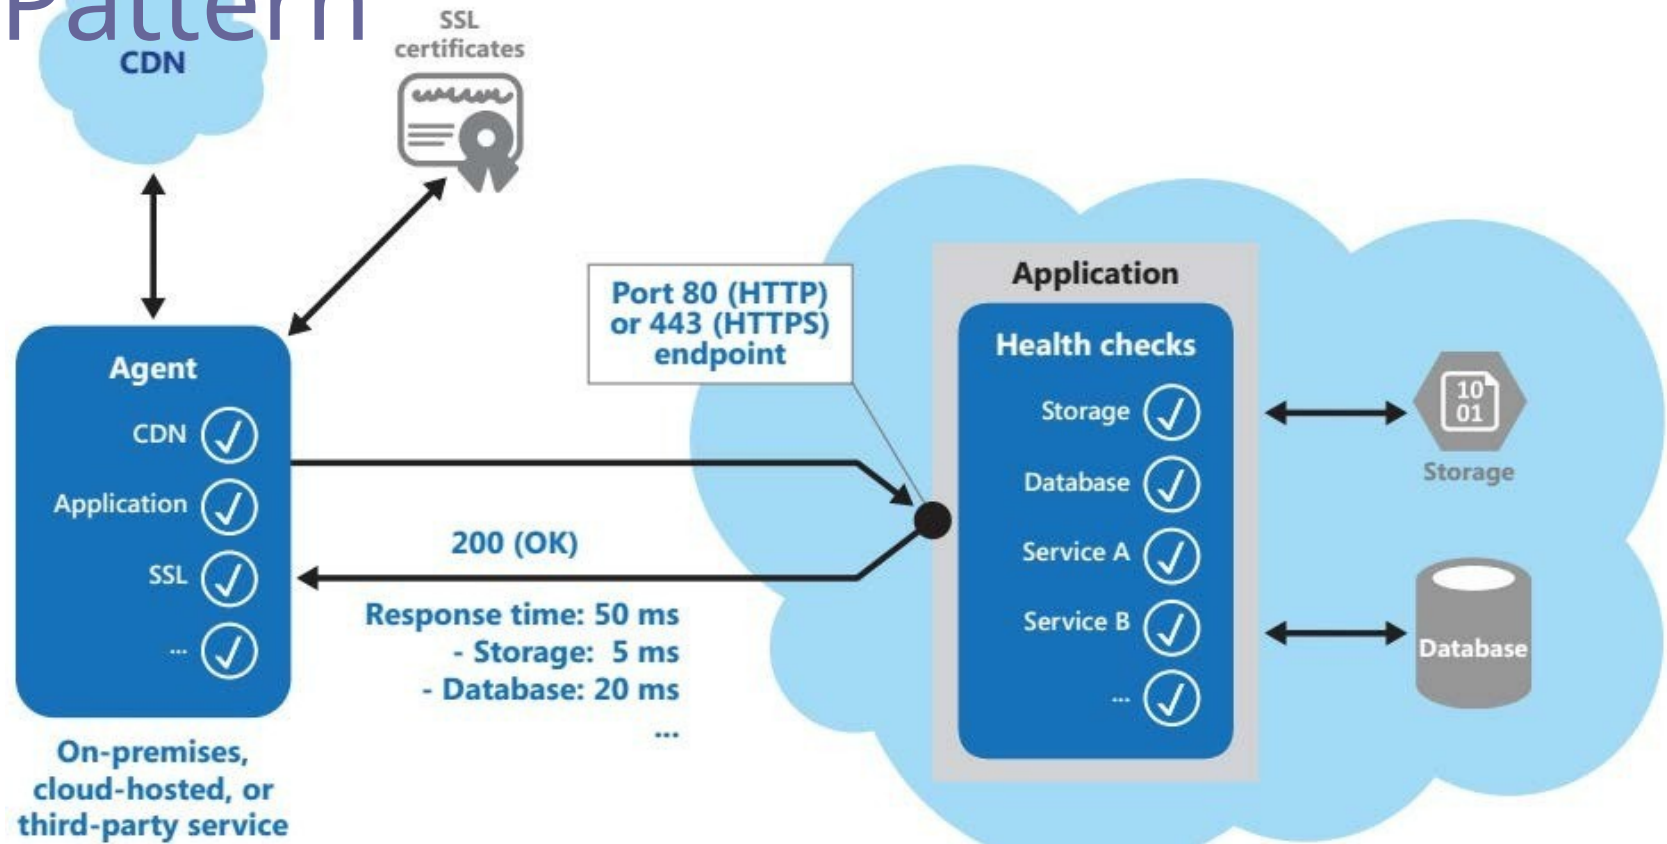 Pattern
CDN
SSL
certificates
Agent
CDN
Application
SSL
...
On-premises,
cloud-hosted, or
third-party service
Port 80 (HTTP)
or 443 (HTTPS)
endpoint
200 (OK)
Response time: 50 ms
- Storage: 5 ms
- Database: 20 ms
...
Application
Health checks
Storage
Database
Service A
Service B
...
10
01
Storage
Database